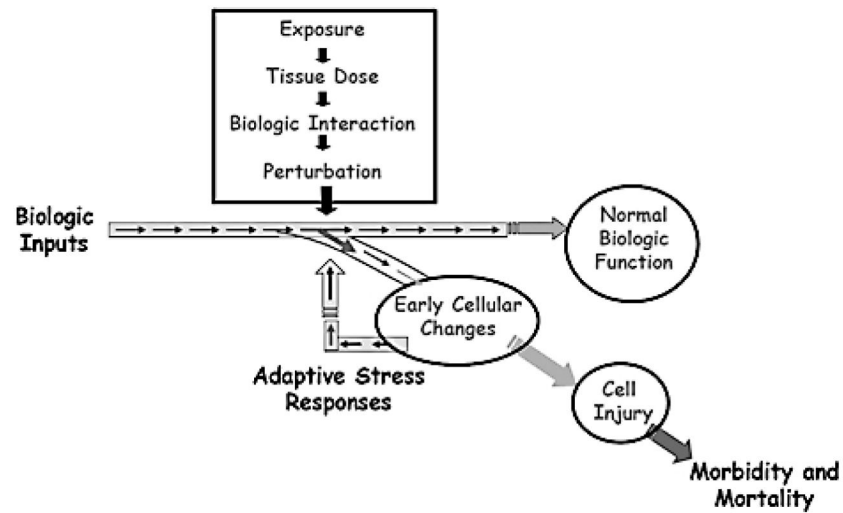 Exposure
Tissue Dose
Biologic Interaction
Perturbation
Biologic
Inputs
Normal
Biologic
Function
Early Cellular
Changes
Adaptive Stress
Responses
Cell
Injury
Morbidity and
Mortality